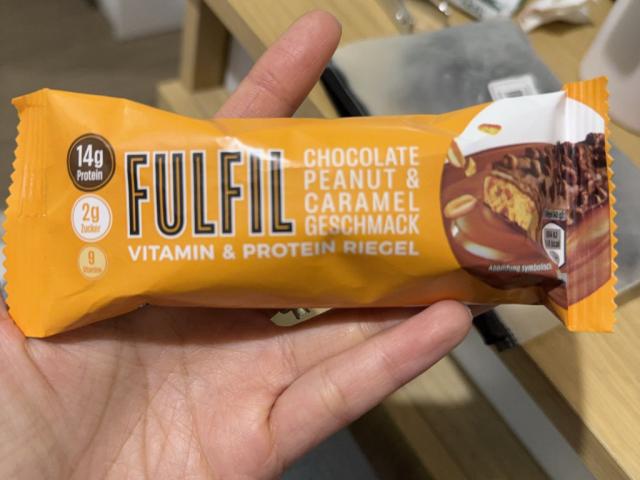 14g
Protein
2g
Zucker
9
Vitamine
FULFIL
CHOCOLATE
PEANUT &
CARAMEL
GESCHMACK
VITAMIN & PROTEIN RIEGEL
Abbildung symbolisch